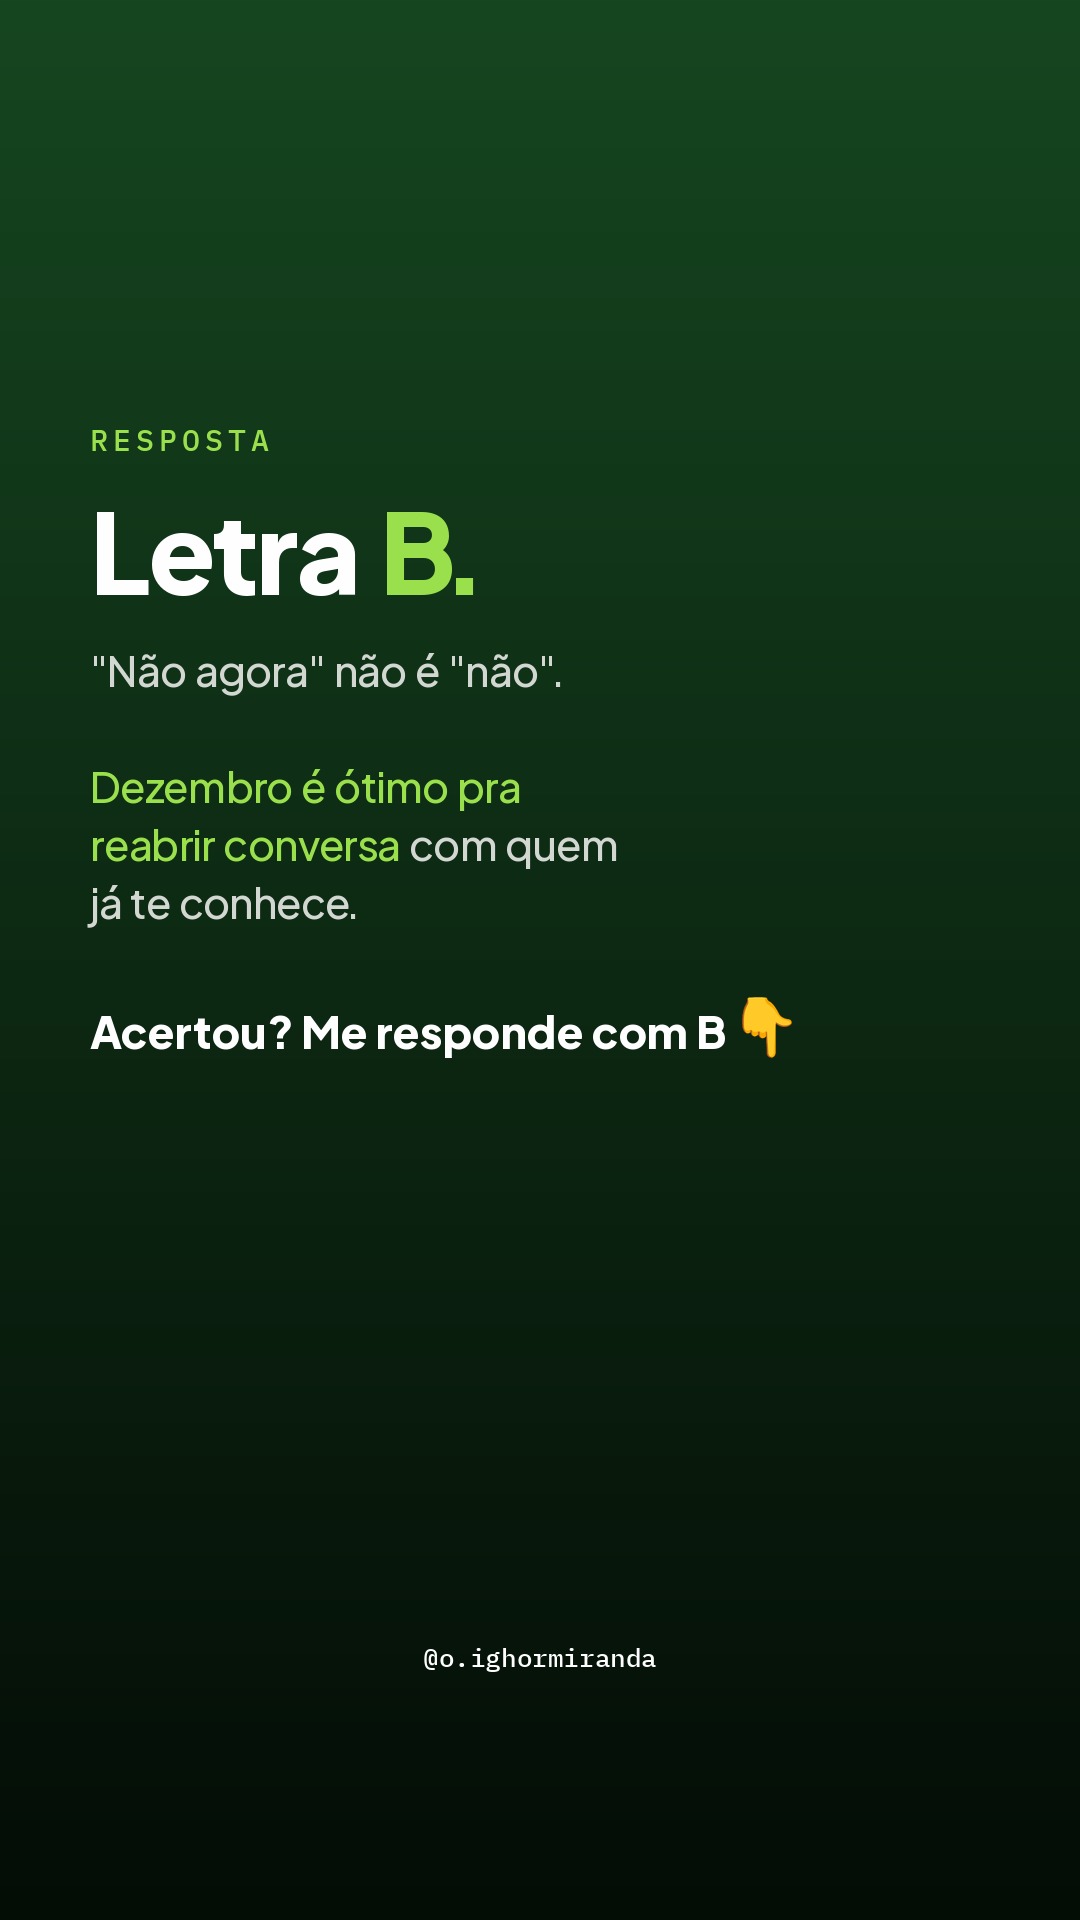 RESPOSTA
Letra B.
"Não agora" não é "não".
Dezembro é ótimo pra
reabrir conversa com quem
já te conhece.
Acertou? Me responde com B 👇
@o.ighormiranda